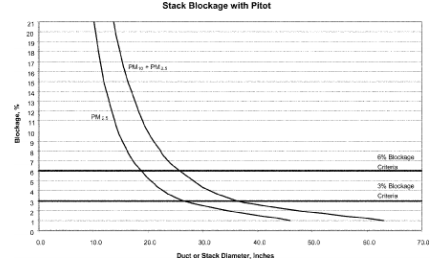 Stack Blockage with Pitot
21
20
19
18
17
16
15
14
13
12
11
10
9
8
7
6
5
4
3
2
1
0
Blockage, %
PM10 + PM2.5
PM2.5
6% Blockage
Criteria
3% Blockage
Criteria
0.0 10.0 20.0 30.0 40.0 50.0 60.0 70.0
Duct or Stack Diameter, Inches